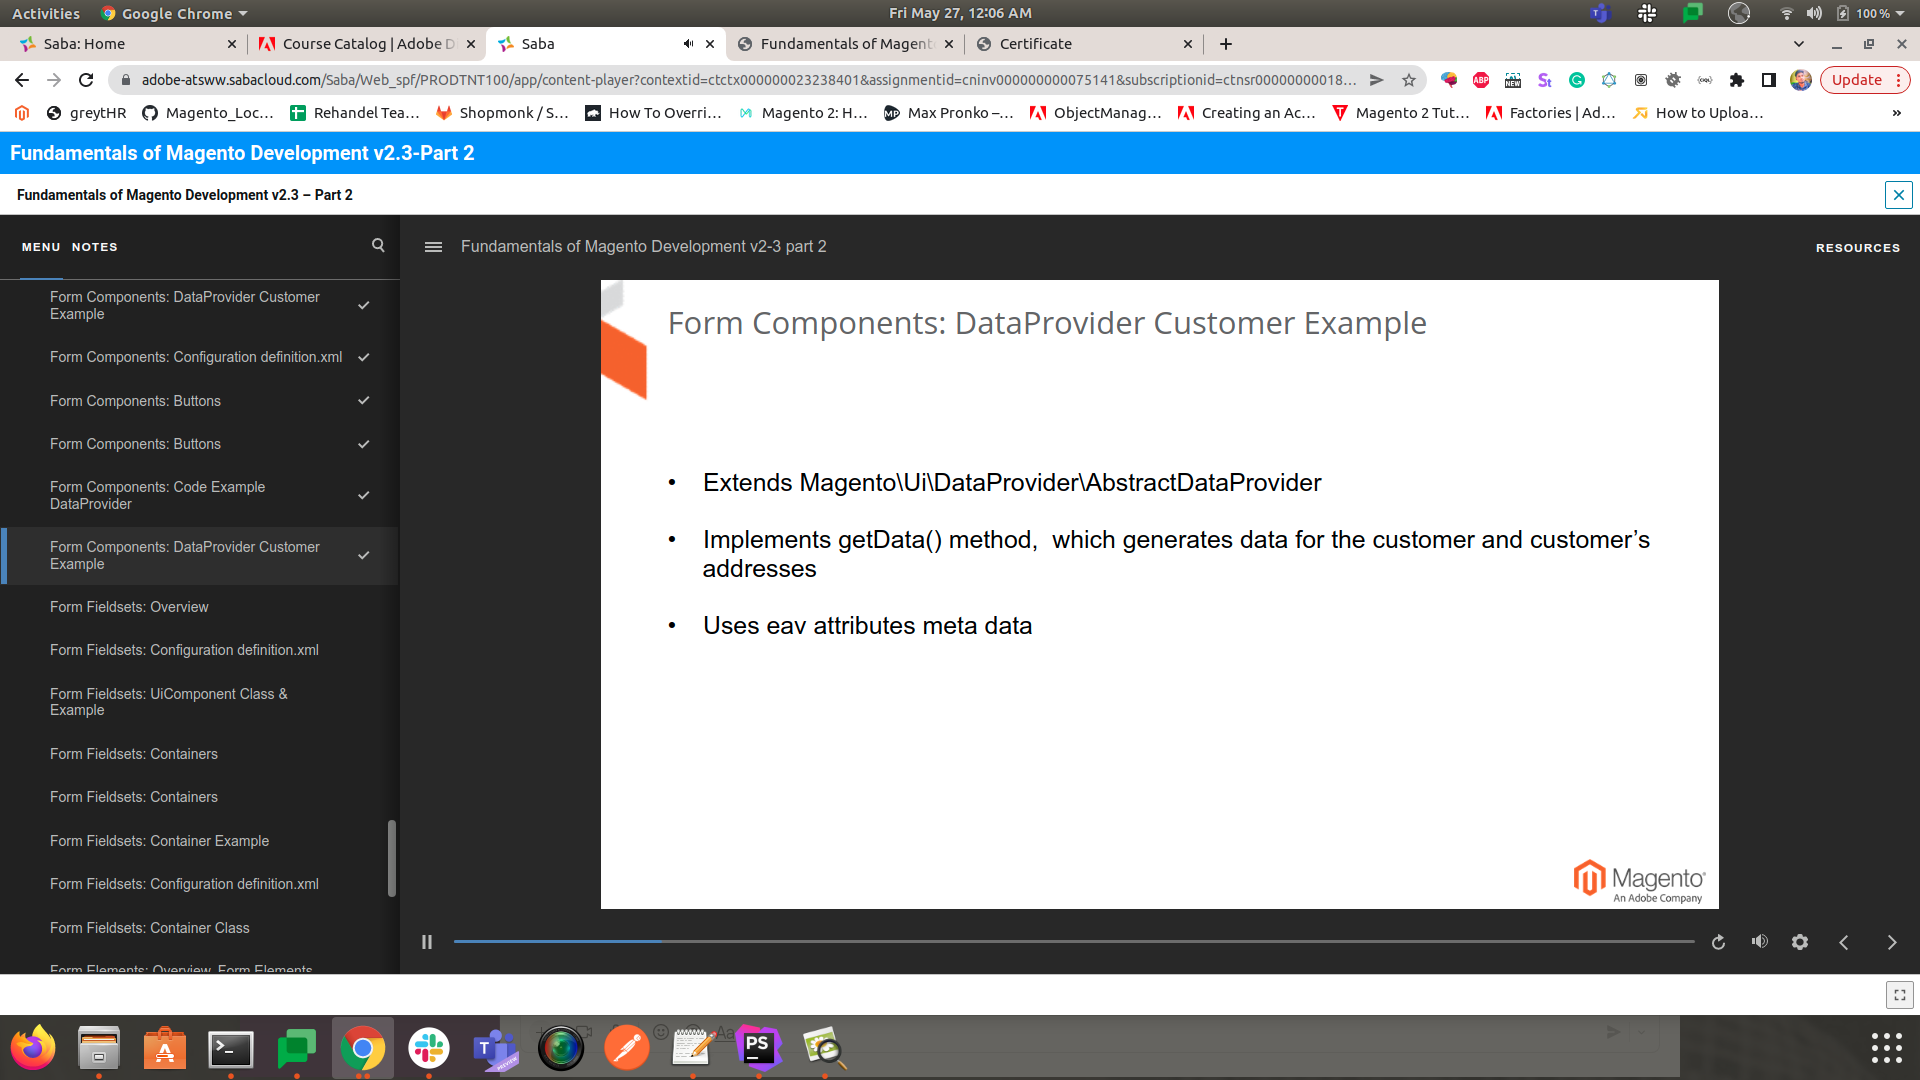 Activities
Google Chrome
Fri May 27, 12:06 AM
100 %
Saba: Home
Course Catalog | Adobe D
Saba
Fundamentals of Magent
Certificate
adobe-atsww.sabacloud.com/Saba/Web_spf/PRODTNT100/app/content-player?contextid=ctctx000000023238401&assignmentid=cninv000000000075141&subscriptionid=ctnsr00000000018...
ABP
NEW
Update
greytHR
Magento_Loc...
Rehandel Tea...
Shopmonk / S...
How To Overri...
Magento 2: H...
Max Pronko –...
ObjectManag...
Creating an Ac...
Magento 2 Tut...
Factories | Ad...
How to Uploa...
Fundamentals of Magento Development v2.3-Part 2
Fundamentals of Magento Development v2.3 – Part 2
MENU
NOTES
Fundamentals of Magento Development v2-3 part 2
RESOURCES
Form Components: DataProvider Customer
Example
Form Components: Configuration definition.xml
Form Components: Buttons
Form Components: Buttons
Form Components: Code Example
DataProvider
Form Components: DataProvider Customer
Example
Form Fieldsets: Overview
Form Fieldsets: Configuration definition.xml
Form Fieldsets: UiComponent Class &
Example
Form Fieldsets: Containers
Form Fieldsets: Containers
Form Fieldsets: Container Example
Form Fieldsets: Configuration definition.xml
Form Fieldsets: Container Class
Form Elements: Overview, Form Elements
Form Components: DataProvider Customer Example
• Extends Magento\Ui\DataProvider\AbstractDataProvider
• Implements getData() method,  which generates data for the customer and customer’s
addresses
• Uses eav attributes meta data
Magento
An Adobe Company
PS